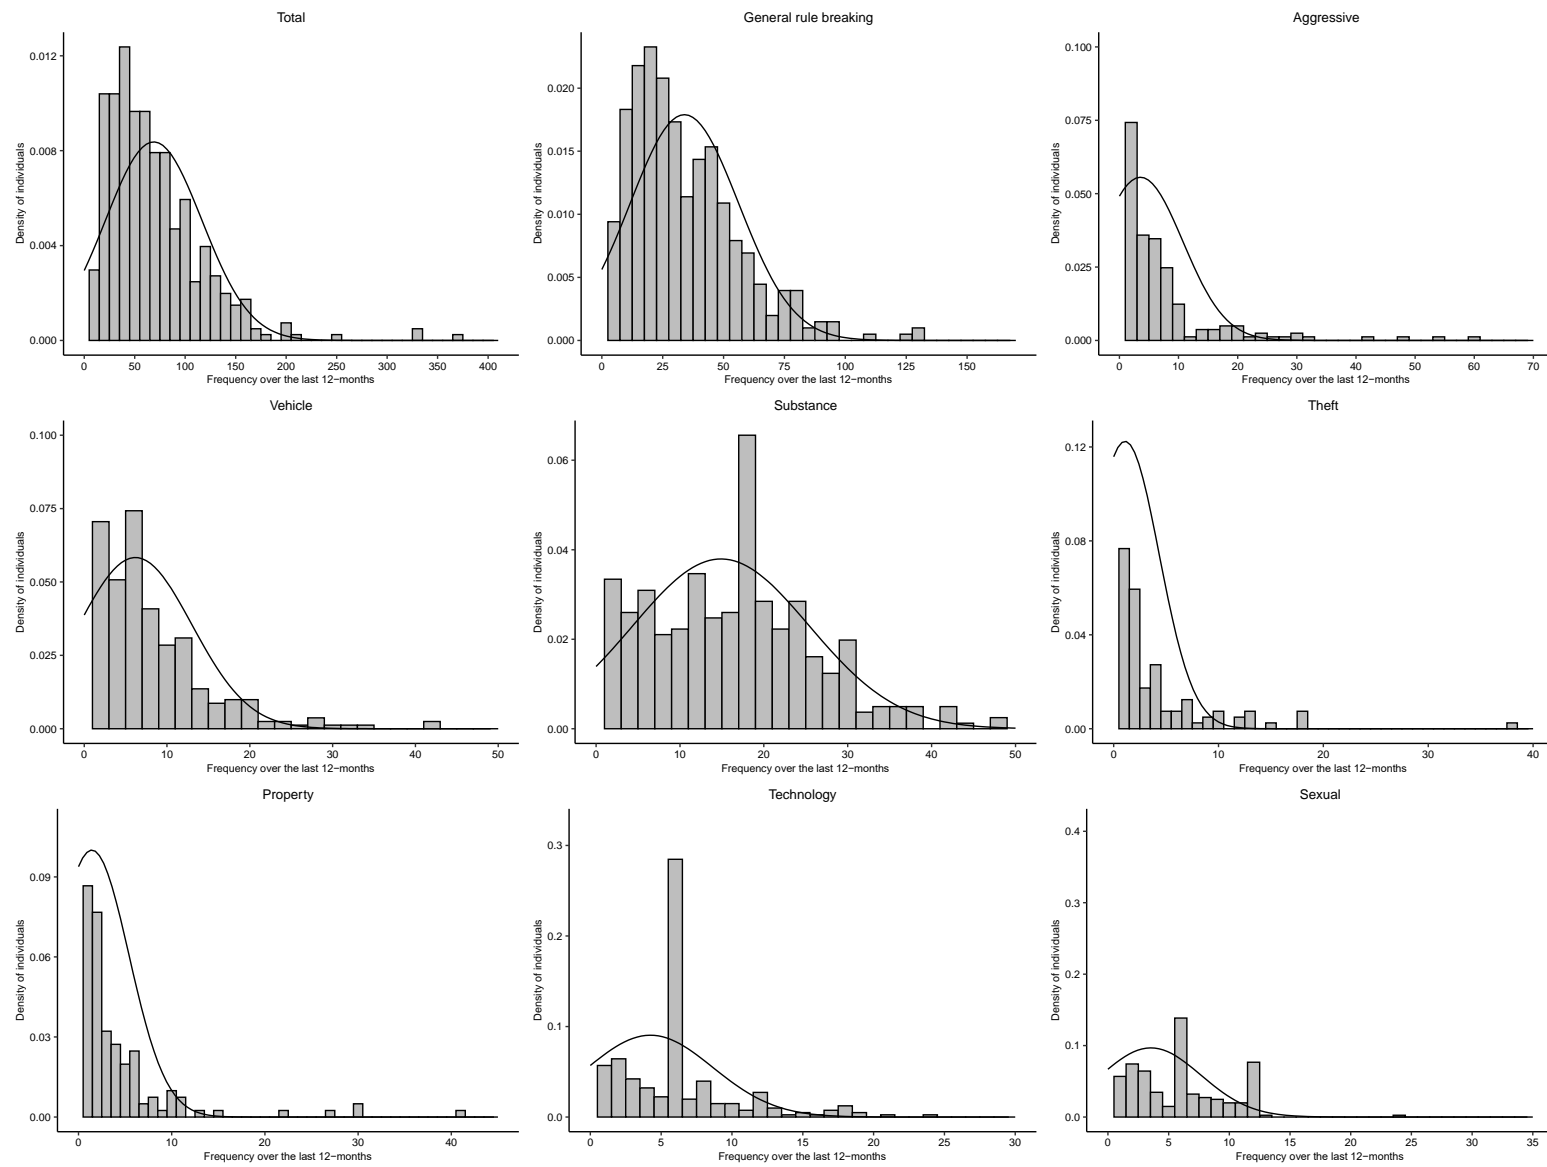 Total
Density of individuals
0.012
0.008
0.004
0.000
0 50 100 150 200 250 300 350 400
Frequency over the last 12−months
General rule breaking
Density of individuals
0.020
0.015
0.010
0.005
0.000
0 25 50 75 100 125 150
Frequency over the last 12−months
Aggressive
Density of individuals
0.100
0.075
0.050
0.025
0.000
0 10 20 30 40 50 60 70
Frequency over the last 12−months
Vehicle
Density of individuals
0.100
0.075
0.050
0.025
0.000
0 10 20 30 40 50
Frequency over the last 12−months
Substance
Density of individuals
0.06
0.04
0.02
0.00
0 10 20 30 40 50
Frequency over the last 12−months
Theft
Density of individuals
0.12
0.08
0.04
0.00
0 10 20 30 40
Frequency over the last 12−months
Property
Density of individuals
0.09
0.06
0.03
0.00
0 10 20 30 40
Frequency over the last 12−months
Technology
Density of individuals
0.3
0.2
0.1
0.0
0 5 10 15 20 25 30
Frequency over the last 12−months
Sexual
Density of individuals
0.4
0.3
0.2
0.1
0.0
0 5 10 15 20 25 30 35
Frequency over the last 12−months